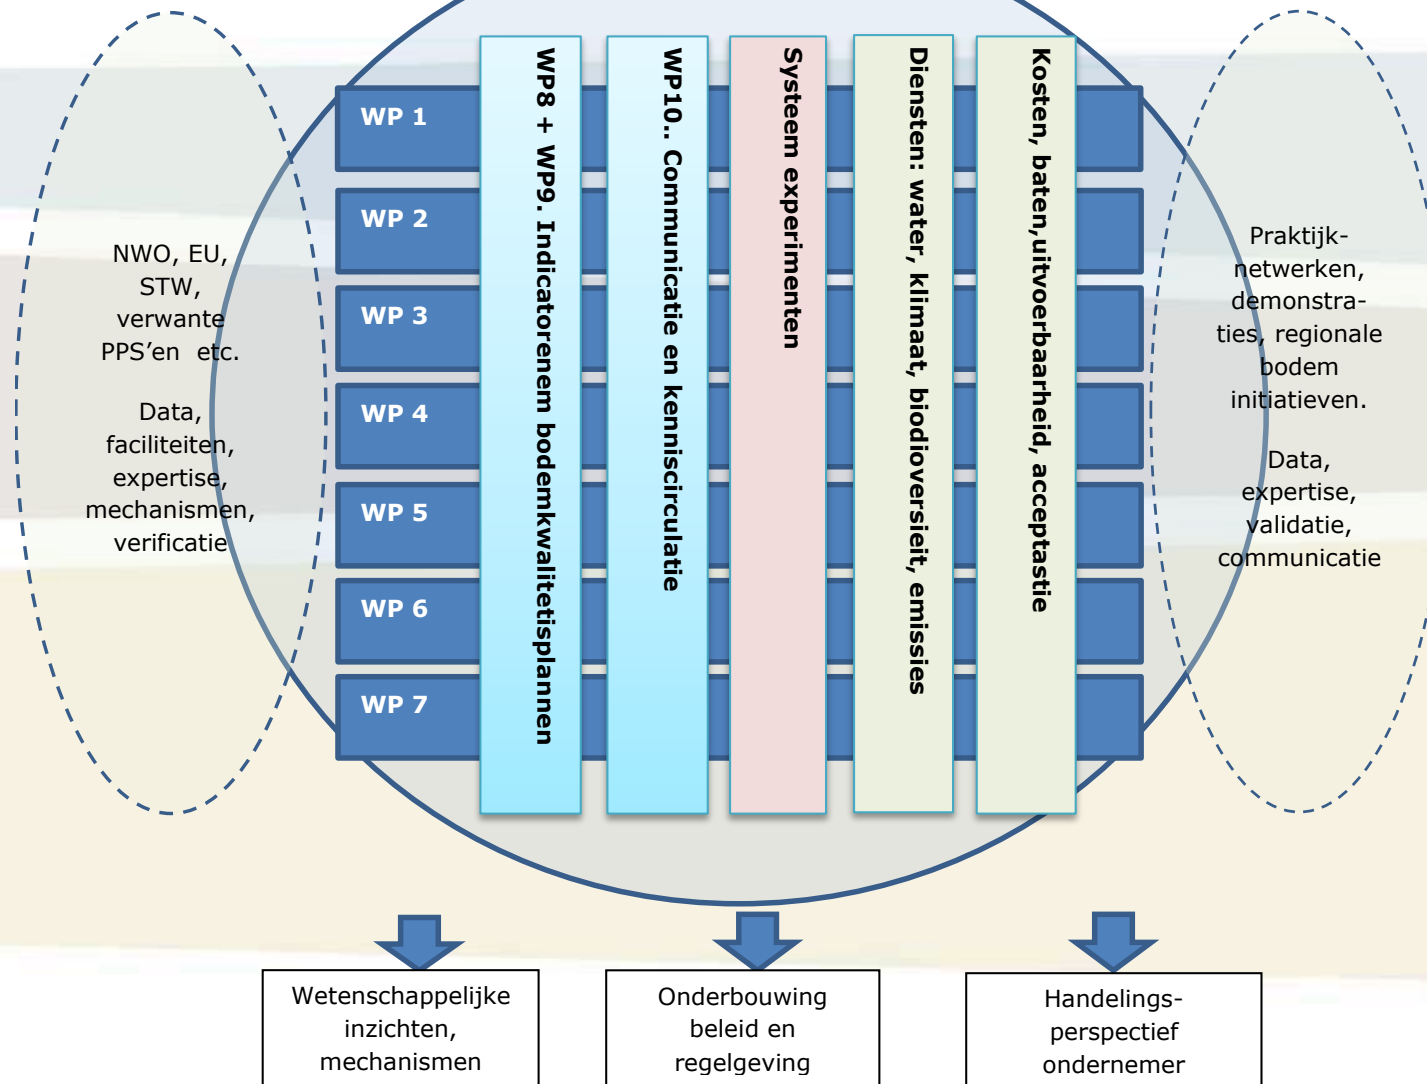 WP8 + WP9. Indicatorenem bodemkwalitetisplannen
WP10.. Communicatie en kenniscirculatie
Systeem experimenten
Diensten: water, klimaat, biodioversieit, emissies
Kosten, baten,uitvoerbaarheid, acceptastie
WP 1
WP 2
WP 3
WP 4
WP 5
WP 6
WP 7
NWO, EU,
STW,
verwante
PPS’en etc.
Data,
faciliteiten,
expertise,
mechanismen,
verificatie
Praktijk-
netwerken,
demonstra-
ties, regionale
bodem
initiatieven.
Data,
expertise,
validatie,
communicatie
Wetenschappelijke
inzichten,
mechanismen
Onderbouwing
beleid en
regelgeving
Handelings-
perspectief
ondernemer